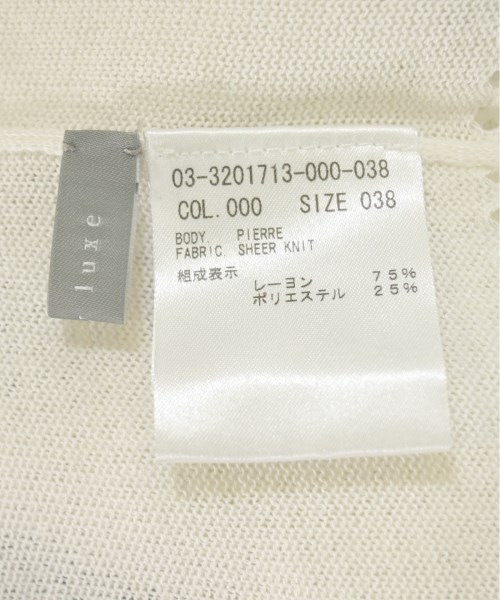 luxe
03-3201713-000-038
COL.000 SIZE 038
BODY. PIERRE
FABRIC. SHEER KNIT
組成表示
レーヨン 75%
ポリエステル 25%